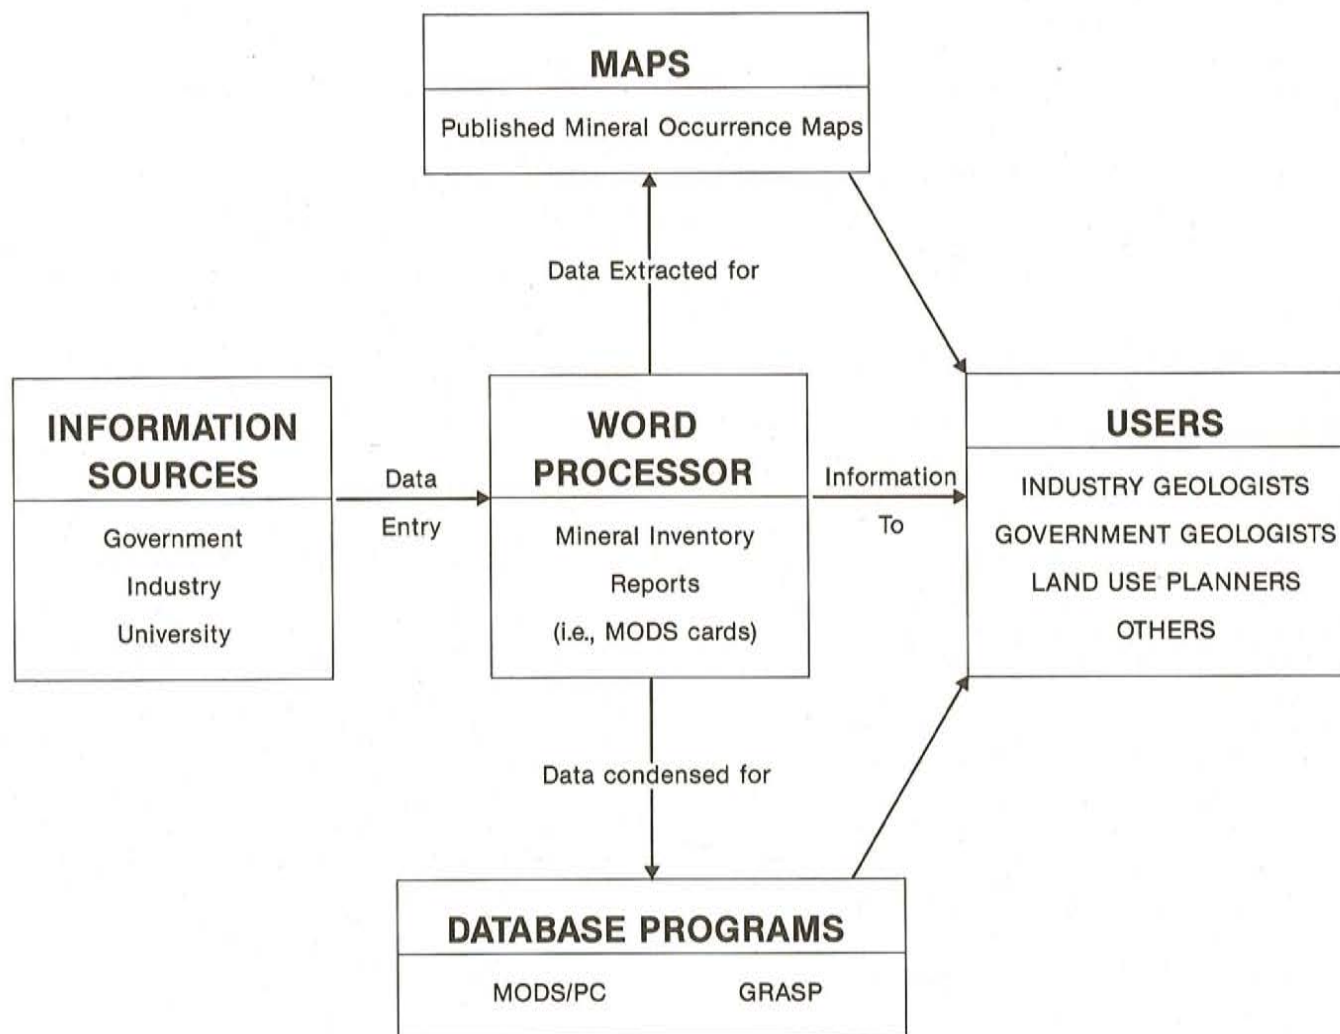 MAPS
Published Mineral Occurrence Maps
Data Extracted for
INFORMATION
SOURCES
Government
Industry
University
Data
Entry
WORD
PROCESSOR
Mineral Inventory
Reports
(i.e., MODS cards)
Information
To
USERS
INDUSTRY GEOLOGISTS
GOVERNMENT GEOLOGISTS
LAND USE PLANNERS
OTHERS
Data condensed for
DATABASE PROGRAMS
MODS/PC GRASP